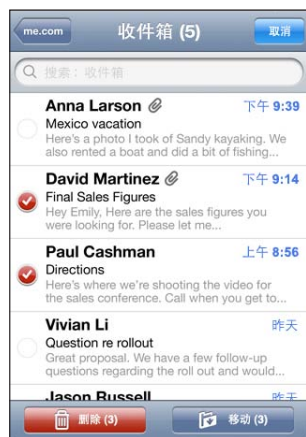 me.com
收件箱 (5)
取消
搜索：收件箱
Anna Larson
下午 9:39
Mexico vacation
Here's a photo I took of Sandy kayaking. We
also rented a boat and did a bit of fishing...
David Martinez
下午 9:14
Final Sales Figures
Hey Emily, Here are the sales figures you
were looking for. Please let me...
Paul Cashman
上午 8:56
Directions
Here's where we're shooting the video for
the sales conference. Call when you get to...
Vivian Li
昨天
Question re rollout
Great proposal. We have a few follow-up
questions regarding the roll out and would...
Jason Russell
昨天
删除 (3)
移动 (3)